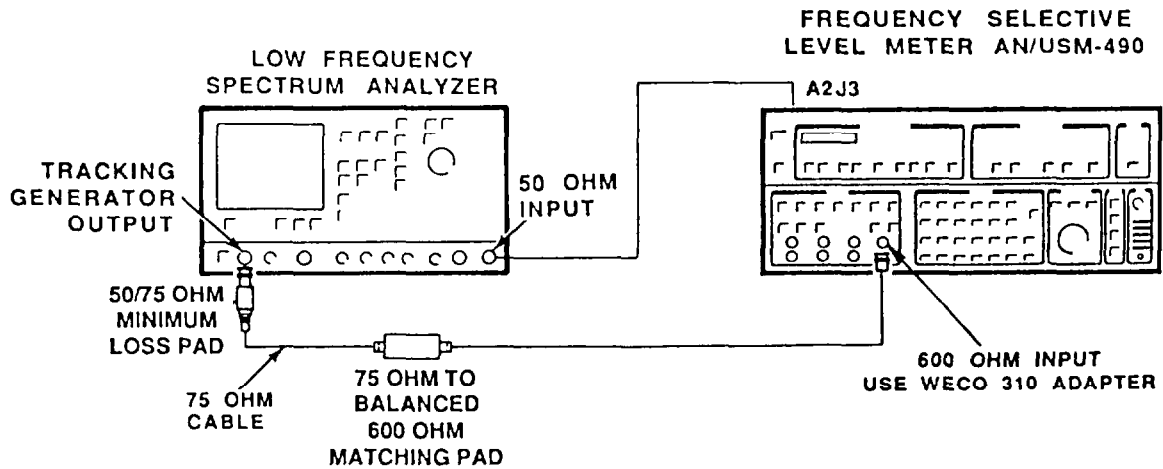 FREQUENCY SELECTIVE
LEVEL METER AN/USM-490
LOW FREQUENCY
SPECTRUM ANALYZER
A2J3
TRACKING
GENERATOR
OUTPUT
50 OHM
INPUT
50/75 OHM
MINIMUM
LOSS PAD
75 OHM
CABLE
75 OHM TO
BALANCED
600 OHM
MATCHING PAD
600 OHM INPUT
USE WECO 310 ADAPTER